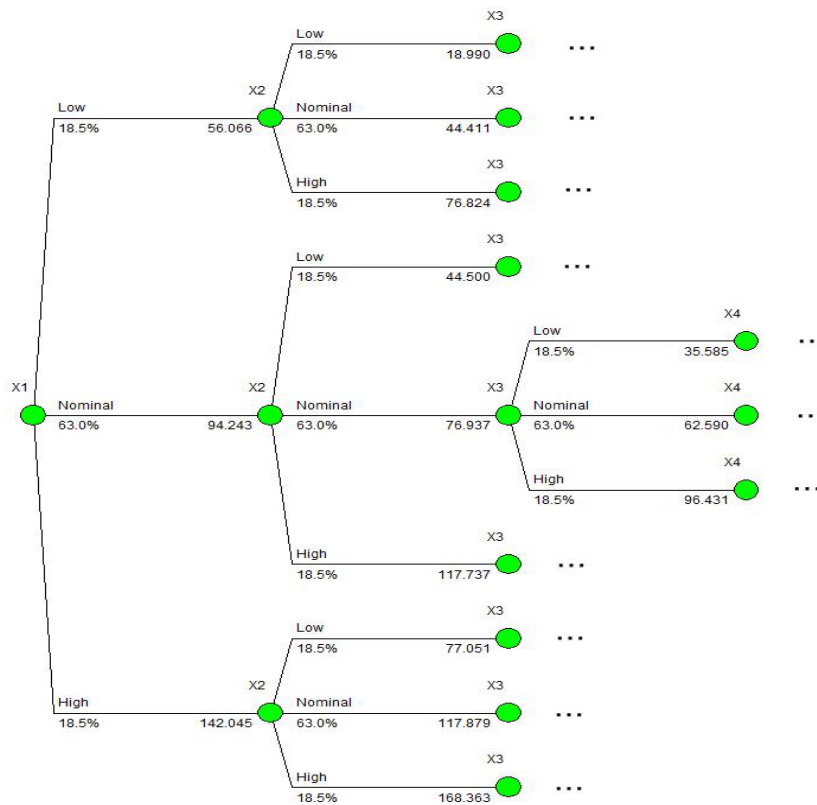 X3
Low
18.5% 18.990 ...
X2 X3
Low Nominal
18.5% 56.066 63.0% 44.411 ...
X3
High
18.5% 76.824 ...
X3
Low
18.5% 44.500 ...
X4
Low
18.5% 35.585 ..
X1 X2 X3 X4
Nominal Nominal Nominal
63.0% 94.243 63.0% 76.937 63.0% 62.590 ..
X4
High
18.5% 96.431 ...
X3
High
18.5% 117.737 ...
X3
Low
18.5% 77.051 ...
X2 X3
High Nominal
18.5% 142.045 63.0% 117.879 ...
X3
High
18.5% 168.363 ...